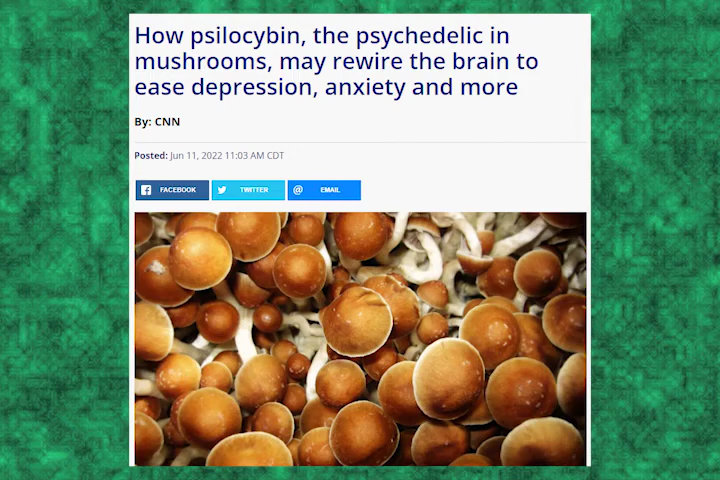 How psilocybin, the psychedelic in
mushrooms, may rewire the brain to
ease depression, anxiety and more
By: CNN
Posted: Jun 11, 2022 11:03 AM CDT
FACEBOOK TWITTER EMAIL